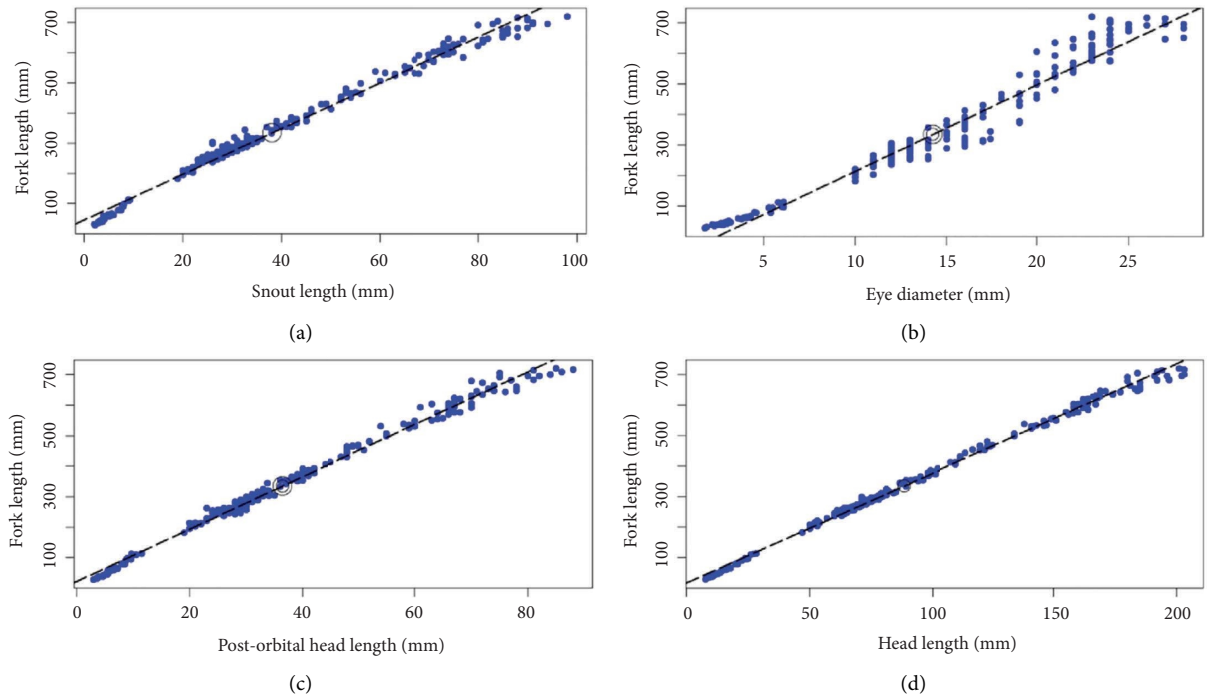 700
500
300
100
Fork length (mm)
0 20 40 60 80 100
Snout length (mm)
(a)
700
500
300
100
Fork length (mm)
5 10 15 20 25
Eye diameter (mm)
(b)
700
500
300
100
Fork length (mm)
0 20 40 60 80
Post-orbital head length (mm)
(c)
700
500
300
100
Fork length (mm)
0 50 100 150 200
Head length (mm)
(d)